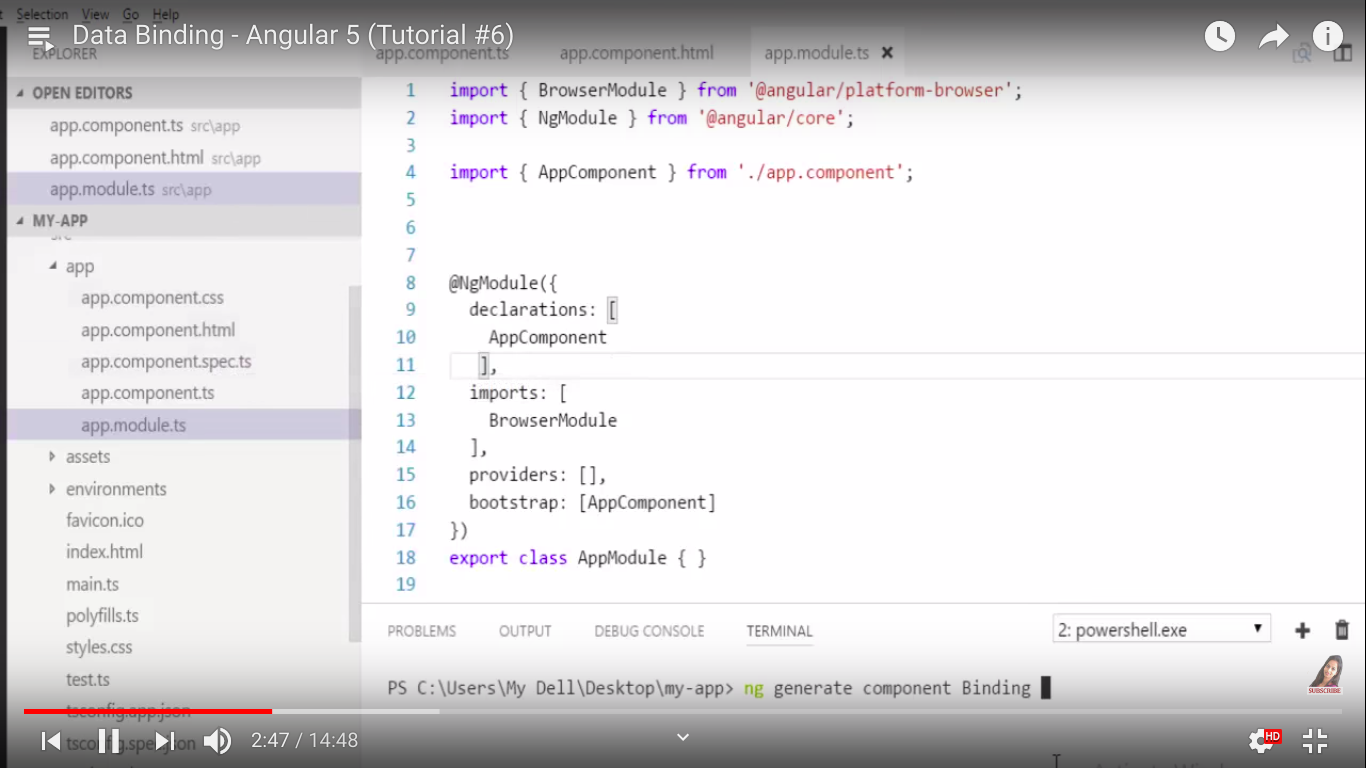 Selection View Go Help
Data Binding - Angular 5 (Tutorial #6)
EXPLORER
app.component.ts app.component.html app.module.ts ×
OPEN EDITORS
app.component.ts src\app
app.component.html src\app
app.module.ts src\app
MY-APP
src
app
app.component.css
app.component.html
app.component.spec.ts
app.component.ts
app.module.ts
assets
environments
favicon.ico
index.html
main.ts
polyfills.ts
styles.css
test.ts
tsconfig.app.json
tsconfig.spec.json
1 import { BrowserModule } from '@angular/platform-browser';
2 import { NgModule } from '@angular/core';
3
4 import { AppComponent } from './app.component';
5
6
7
8 @NgModule({
9 declarations: [
10 AppComponent
11 ],
12 imports: [
13 BrowserModule
14 ],
15 providers: [],
16 bootstrap: [AppComponent]
17 })
18 export class AppModule { }
19
PROBLEMS OUTPUT DEBUG CONSOLE TERMINAL 2: powershell.exe
PS C:\Users\My Dell\Desktop\my-app> ng generate component Binding
SUBSCRIBE
2:47 / 14:48
HD